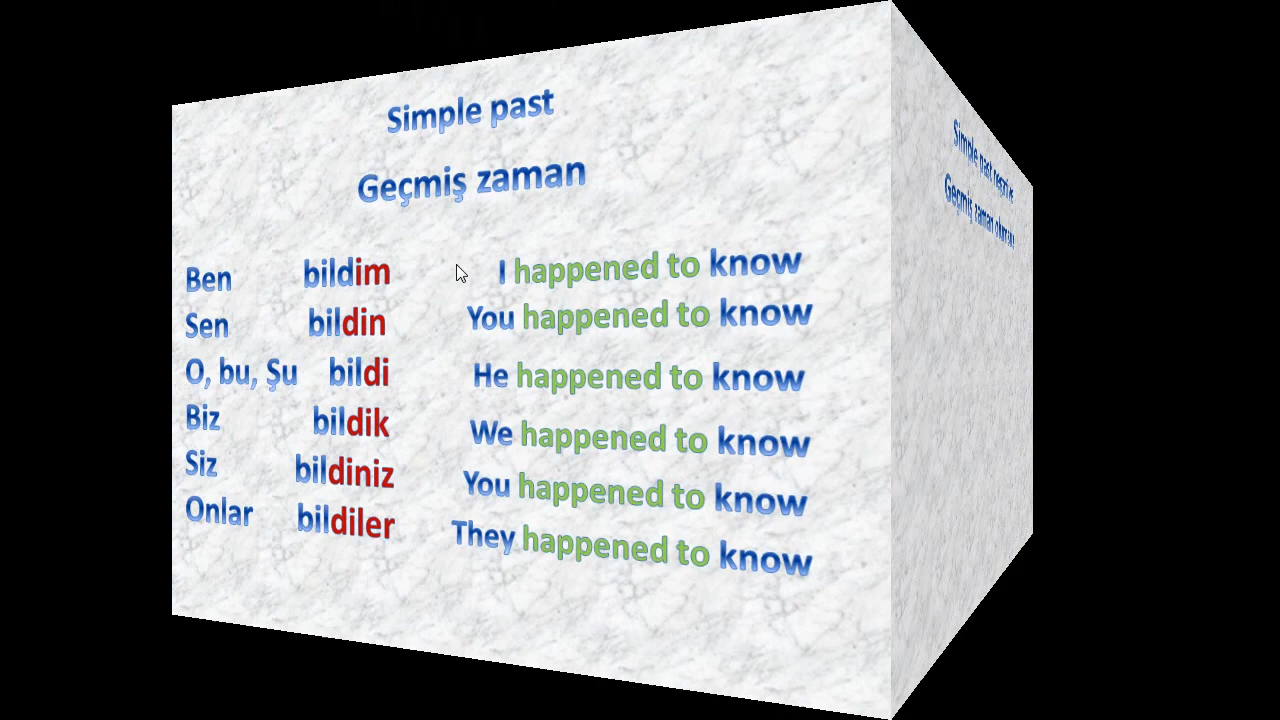 Simple past
Geçmiş zaman
Ben bildim I happened to know
Sen bildin You happened to know
O, bu, Şu bildi He happened to know
Biz bildik We happened to know
Siz bildiniz You happened to know
Onlar bildiler They happened to know
Simple past
Geçmiş zaman